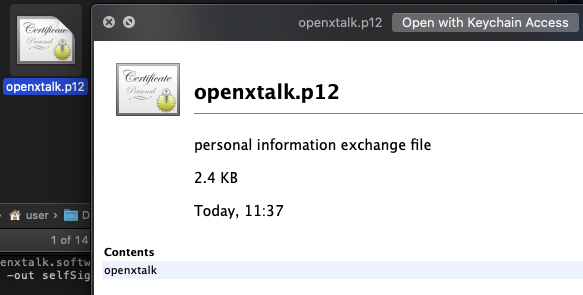 openxtalk.p12
Open with Keychain Access
Certificate
Personal
openxtalk.p12
Certificate
Personal
openxtalk.p12
personal information exchange file
2.4 KB
Today, 11:37
user › D
1 of 14
Contents
enxtalk.softw
openxtalk
-out selfSig